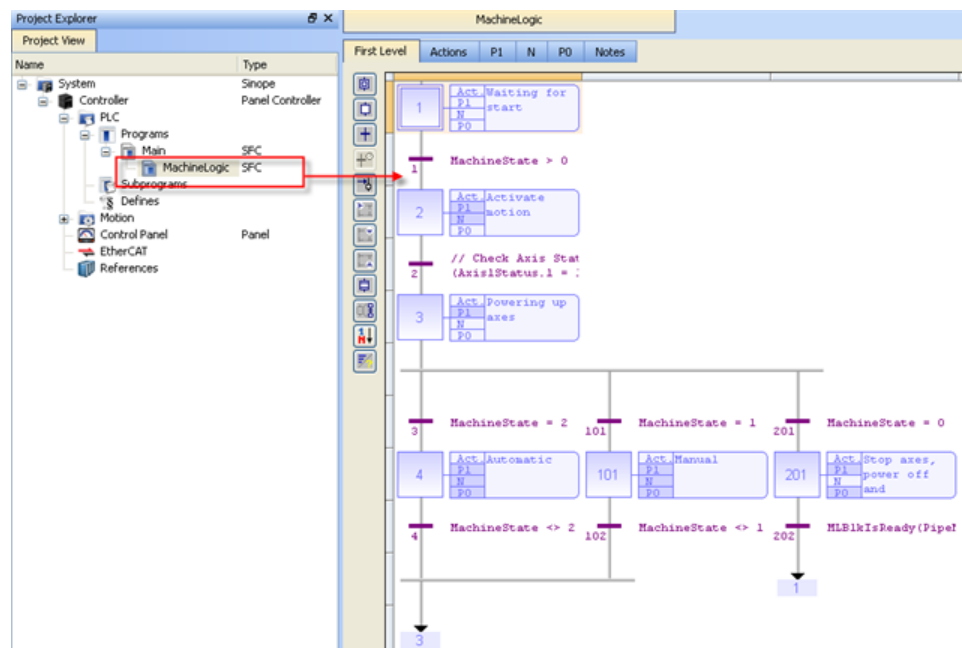 Project Explorer
Project View
Name Type
System Sinope
Controller Panel Controller
PLC
Programs
Main SFC
MachineLogic SFC
Subprograms
Defines
Motion
Control Panel Panel
EtherCAT
References
MachineLogic
First Level Actions P1 N P0 Notes
1
Act. Waiting for
P1 start
N
P0
1 MachineState > 0
2
Act. Activate
P1 motion
N
P0
2 // Check Axis Stat
(Axis1Status.1 =
3
Act. Powering up
P1 axes
N
P0
3 MachineState = 2
101 MachineState = 1
201 MachineState = 0
4
Act. Automatic
P1
N
P0
101
Act. Manual
P1
N
P0
201
Act. Stop axes,
P1 power off
N and
P0
4 MachineState <> 2
102 MachineState <> 1
202 MLBlkIsReady(Pipe
1
3